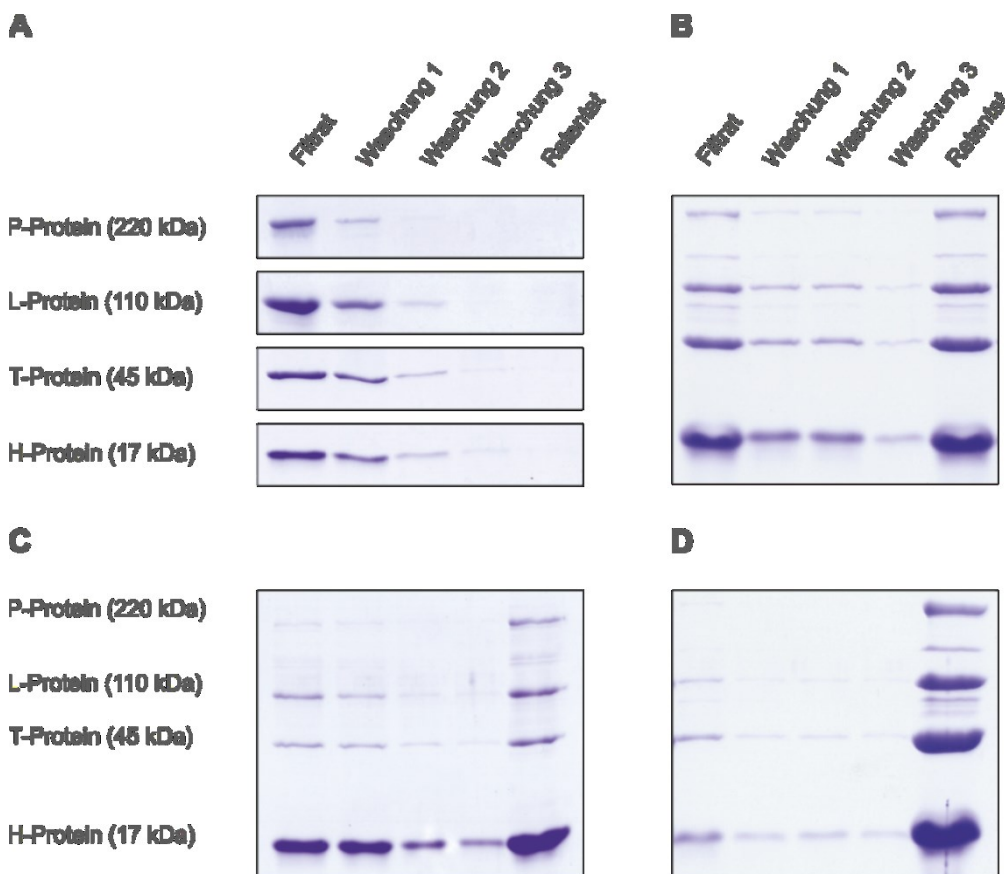 A
B
Filtrat
Waschung 1
Waschung 2
Waschung 3
Retentat
Filtrat
Waschung 1
Waschung 2
Waschung 3
Retentat
P-Protein (220 kDa)
L-Protein (110 kDa)
T-Protein (45 kDa)
H-Protein (17 kDa)
C
D
P-Protein (220 kDa)
L-Protein (110 kDa)
T-Protein (45 kDa)
H-Protein (17 kDa)